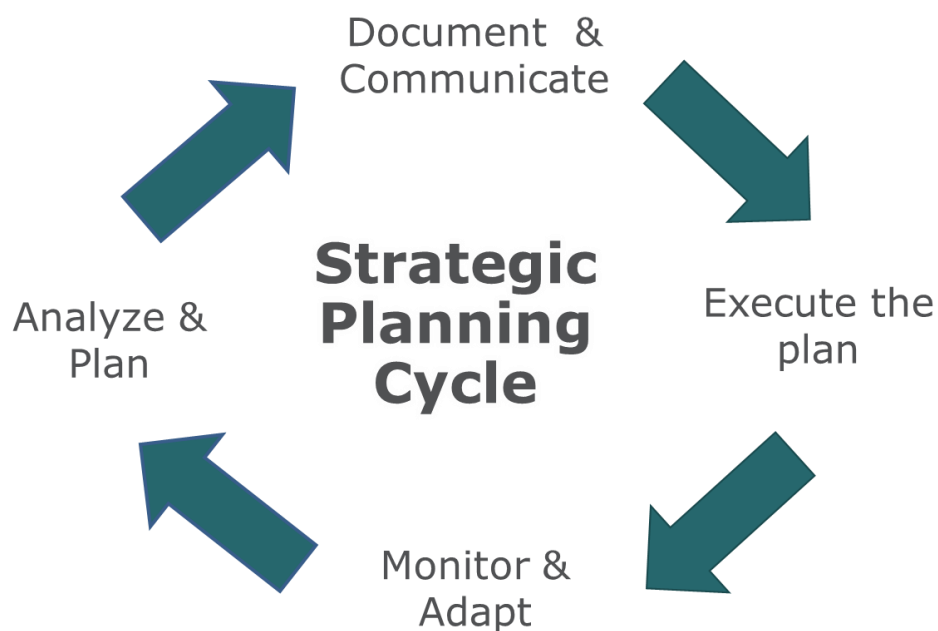 Document &
Communicate
Strategic
Planning
Cycle
Execute the
plan
Analyze &
Plan
Monitor &
Adapt